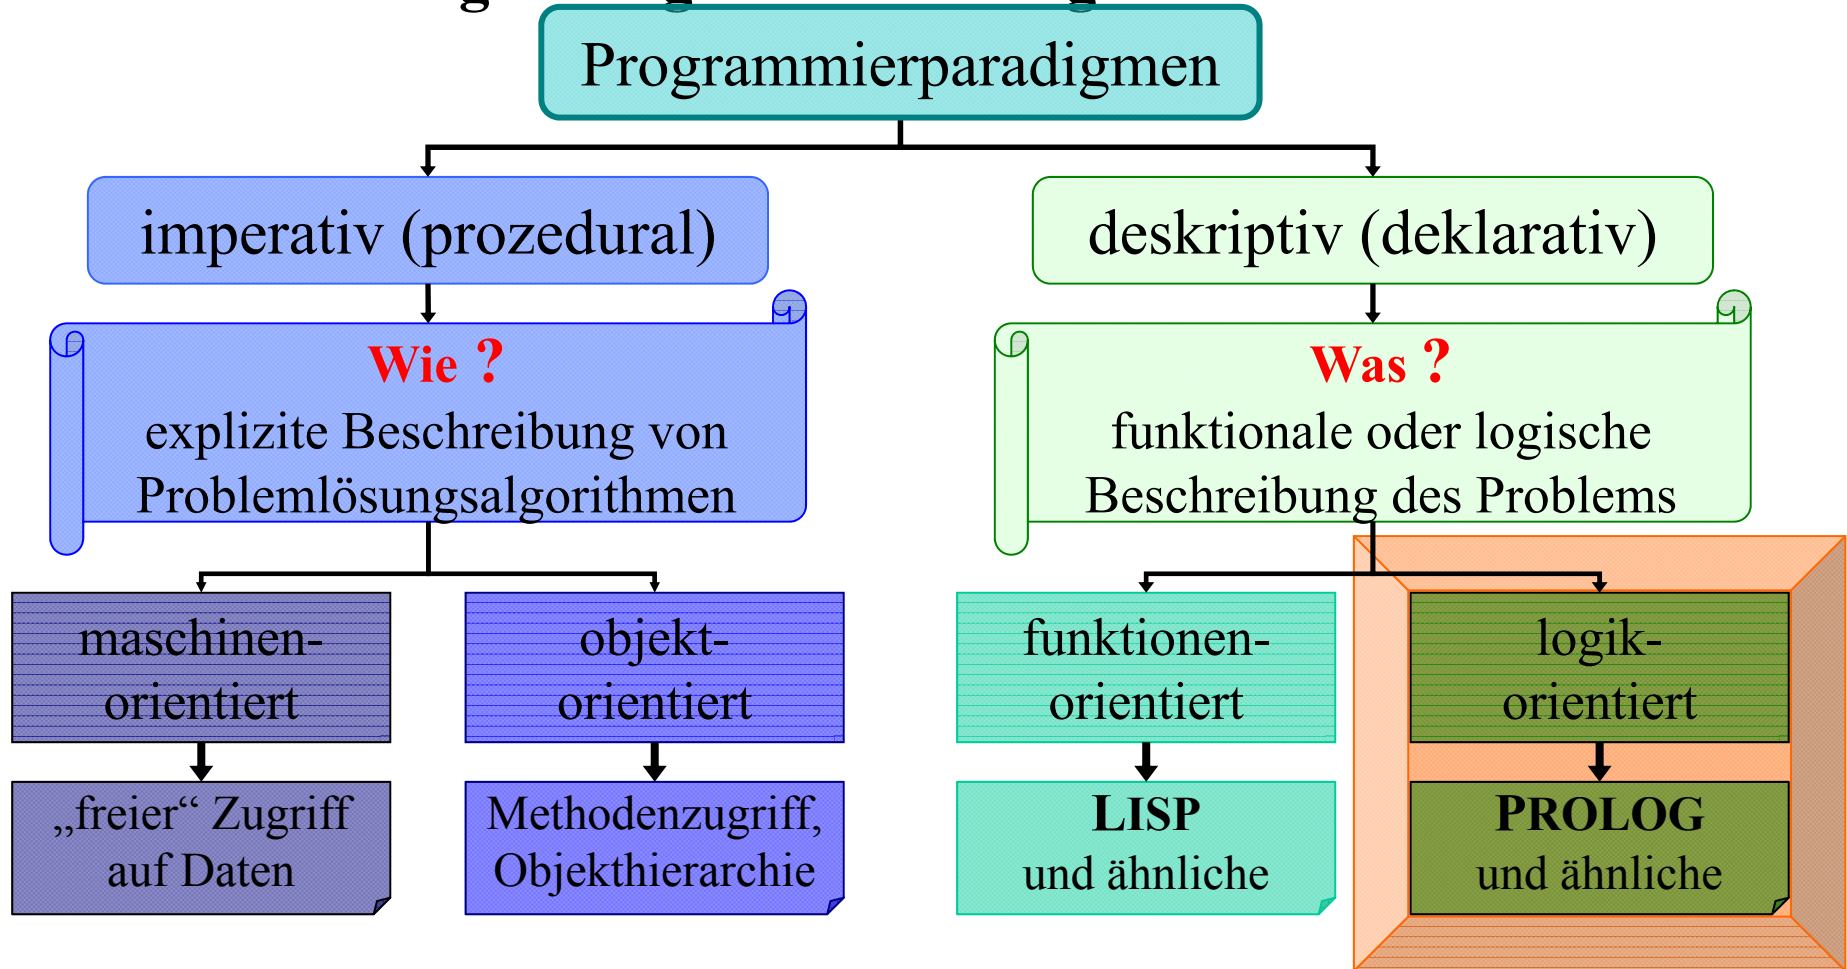 Programmierparadigmen
imperativ (prozedural)
deskriptiv (deklarativ)
Wie ?
explizite Beschreibung von
Problemlösungsalgorithmen
Was ?
funktionale oder logische
Beschreibung des Problems
maschinen-
orientiert
objekt-
orientiert
funktionen-
orientiert
logik-
orientiert
„freier“ Zugriff
auf Daten
Methodenzugriff,
Objekthierarchie
LISP
und ähnliche
PROLOG
und ähnliche